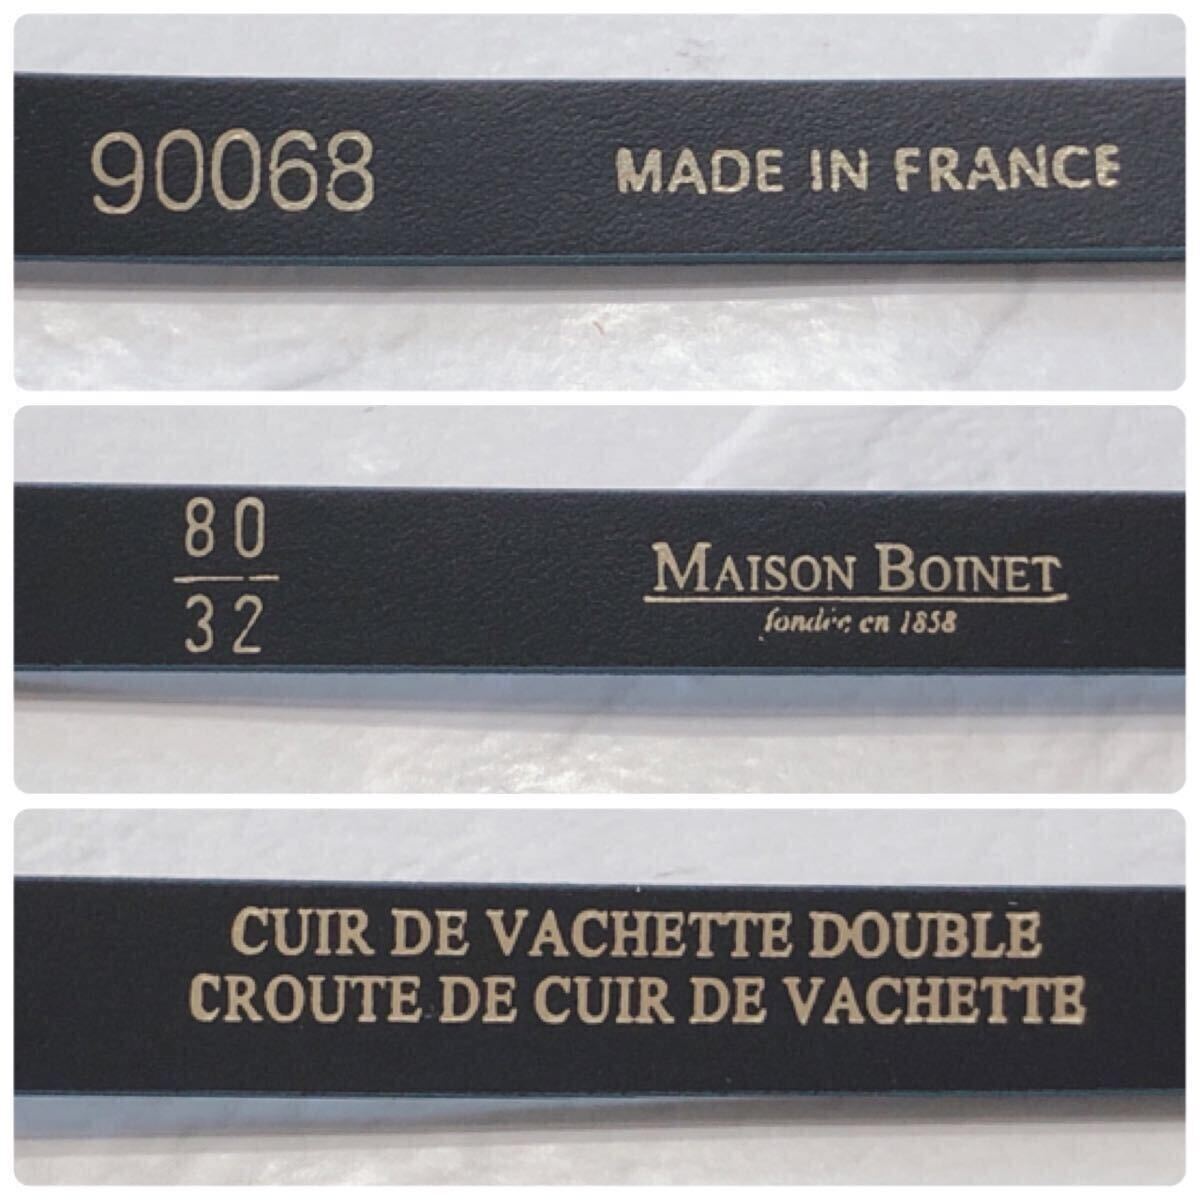 90068 MADE IN FRANCE
80
32
MAISON BOINET
fondée en 1858
CUIR DE VACHETTE DOUBLE
CROUTE DE CUIR DE VACHETTE